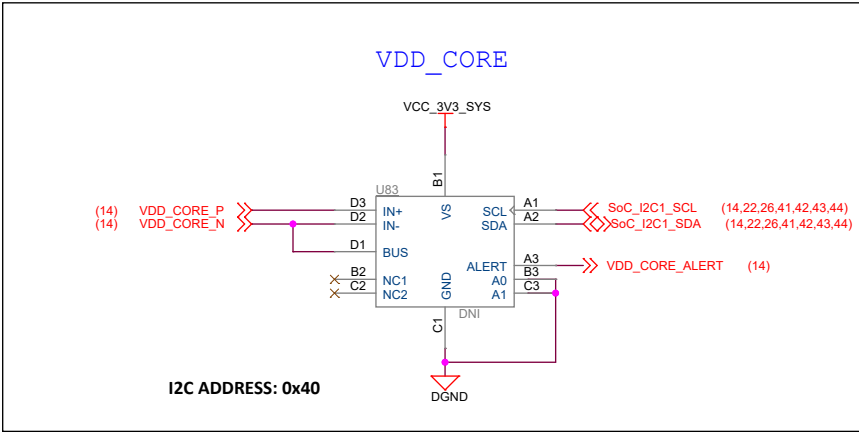 VDD_CORE
VCC_3V3_SYS
B1
U83
(14) VDD_CORE_P D3 IN+ VS SCL A1 SoC_I2C1_SCL (14,22,26,41,42,43,44)
(14) VDD_CORE_N D2 IN- SDA A2 SoC_I2C1_SDA (14,22,26,41,42,43,44)
D1 BUS
ALERT A3 VDD_CORE_ALERT (14)
B2 NC1 GND A0 B3
C2 NC2 A1 C3
DNI
C1
I2C ADDRESS: 0x40
DGND